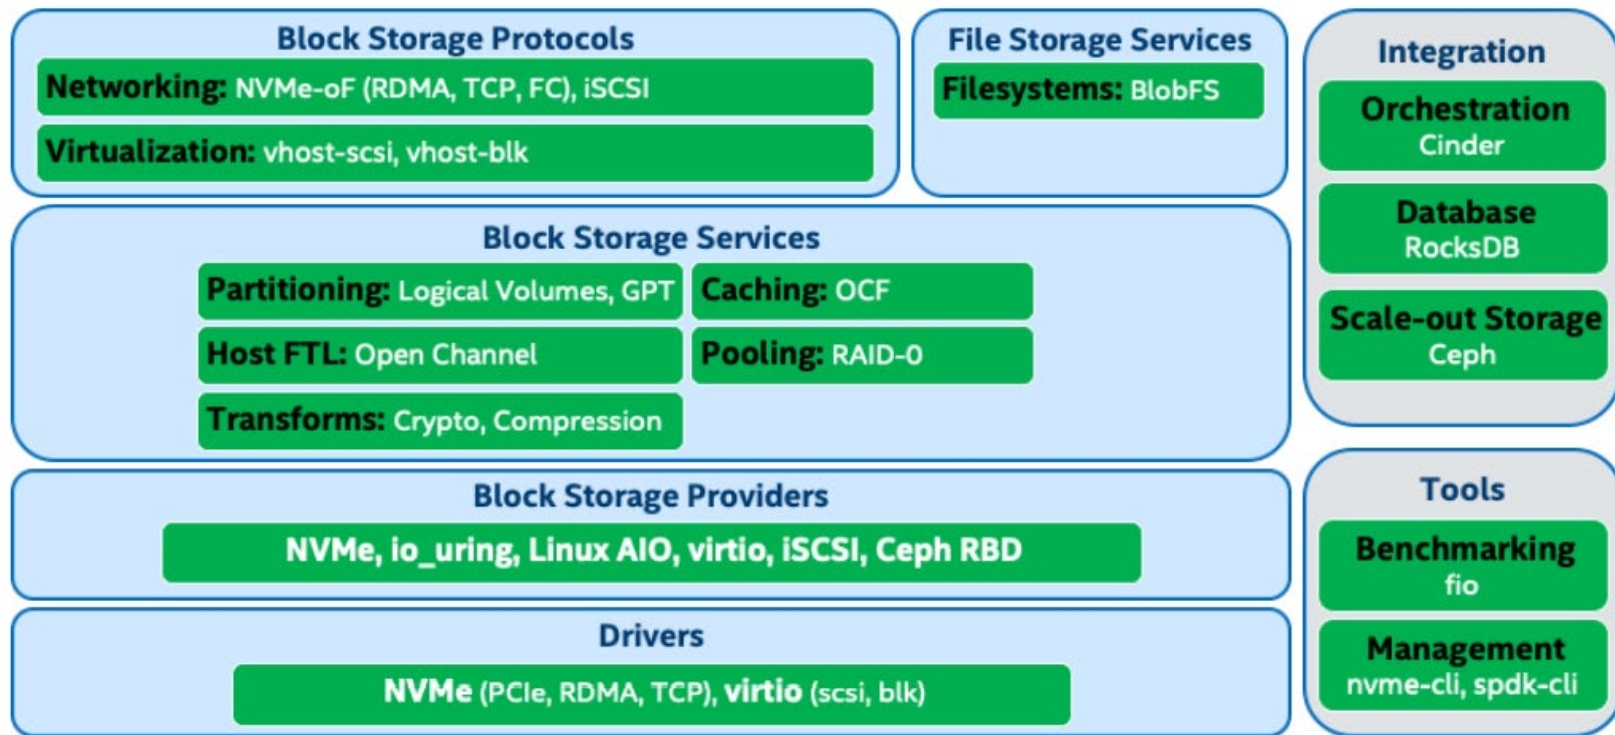 Block Storage Protocols
Networking: NVMe-oF (RDMA, TCP, FC), iSCSI
Virtualization: vhost-scsi, vhost-blk
File Storage Services
Filesystems: BlobFS
Block Storage Services
Partitioning: Logical Volumes, GPT
Caching: OCF
Host FTL: Open Channel
Pooling: RAID-0
Transforms: Crypto, Compression
Block Storage Providers
NVMe, io_uring, Linux AIO, virtio, iSCSI, Ceph RBD
Drivers
NVMe (PCIe, RDMA, TCP), virtio (scsi, blk)
Integration
Orchestration
Cinder
Database
RocksDB
Scale-out Storage
Ceph
Tools
Benchmarking
fio
Management
nvme-cli, spdk-cli